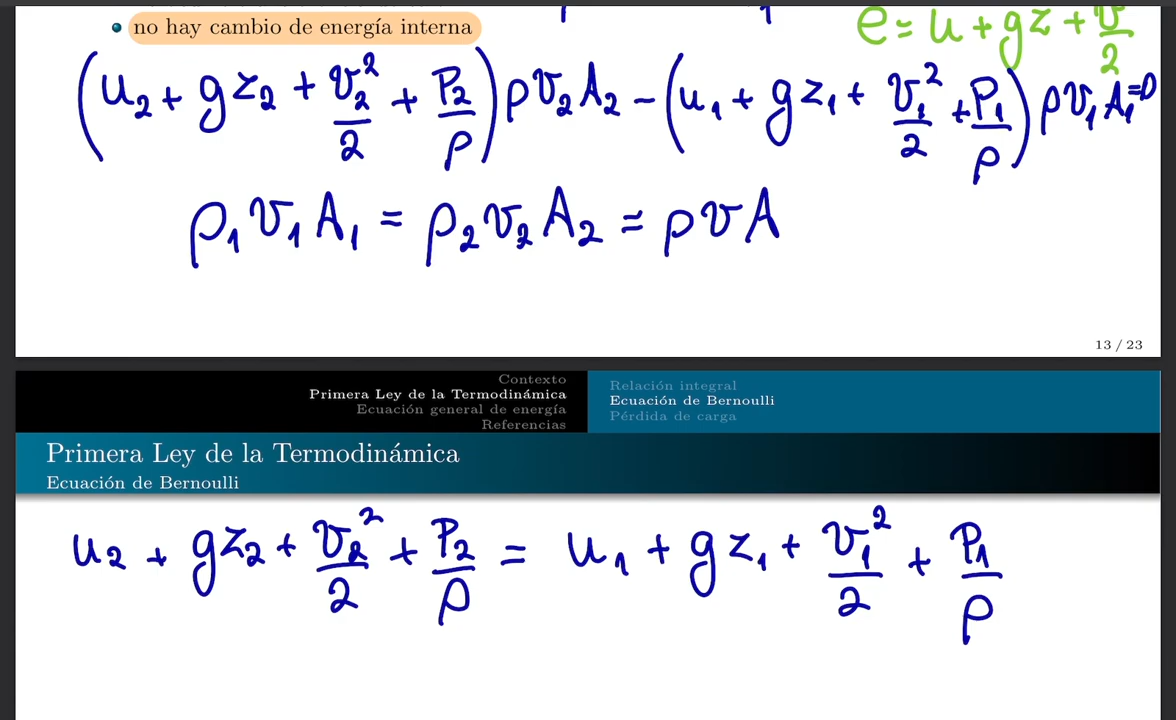 no hay cambio de energía interna
e = u + gz + v/2
(u₂ + gz₂ + v₂²/2 + P₂/ρ) ρv₂A₂ - (u₁ + gz₁ + v₁²/2 + P₁/ρ) ρv₁A₁ = 0
ρ₁v₁A₁ = ρ₂v₂A₂ = ρvA
13 / 23
Contexto
Primera Ley de la Termodinámica
Ecuación general de energía
Referencias
Relación integral
Ecuación de Bernoulli
Pérdida de carga
Primera Ley de la Termodinámica
Ecuación de Bernoulli
u₂ + gz₂ + v₂²/2 + P₂/ρ = u₁ + gz₁ + v₁²/2 + P₁/ρ